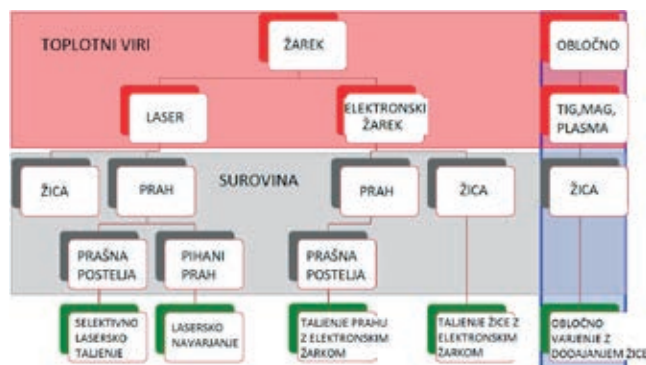 TOPLOTNI VIRI
ŽAREK
OBLOČNO
LASER
ELEKTRONSKI
ŽAREK
TIG,MAG,
PLASMA
SUROVINA
ŽICA
PRAH
PRAH
ŽICA
ŽICA
PRAŠNA
POSTELJA
PIHANI
PRAH
PRAŠNA
POSTELJA
SELEKTIVNO
LASERSKO
TALJENJE
LASERSKO
NAVARJANJE
TALJENJE PRAHU
Z ELEKTRONSKIM
ŽARKOM
TALJENJE ŽICE Z
ELEKTRONSKIM
ŽARKOM
OBLOČNO
VARJENJE Z
DODAJANJEM ŽICE